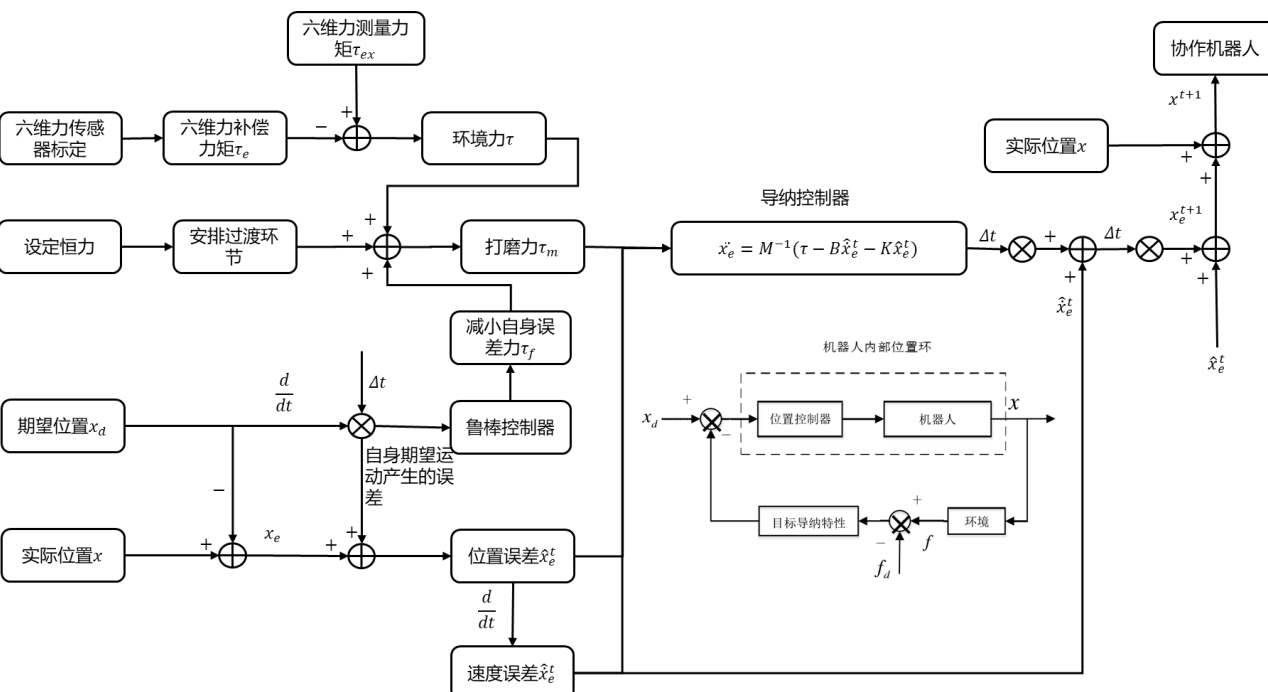 六维力测量力
矩τ_ex
协作机器人
x^{t+1}
六维力传感
器标定
六维力补偿
力矩τ_e
−
+
环境力τ
实际位置x
+
+
x_e^{t+1}
导纳控制器
设定恒力
安排过渡环
节
+
+
+
打磨力τ_m
ẍ_e = M^{-1}(τ − B\hat{ẋ}_e^t − K\hat{x}_e^t)
Δt
+
+
Δt
+
+
\hat{ẋ}_e^t
\hat{x}_e^t
减小自身误
差力τ_f
d/dt
Δt
期望位置x_d
鲁棒控制器
自身期望运
动产生的误
差
−
实际位置x
+
x_e
+
+
位置误差\hat{x}_e^t
d/dt
速度误差\hat{ẋ}_e^t
机器人内部位置环
x_d
+
−
位置控制器
机器人
x
目标导纳特性
−
+
f
环境
f_d